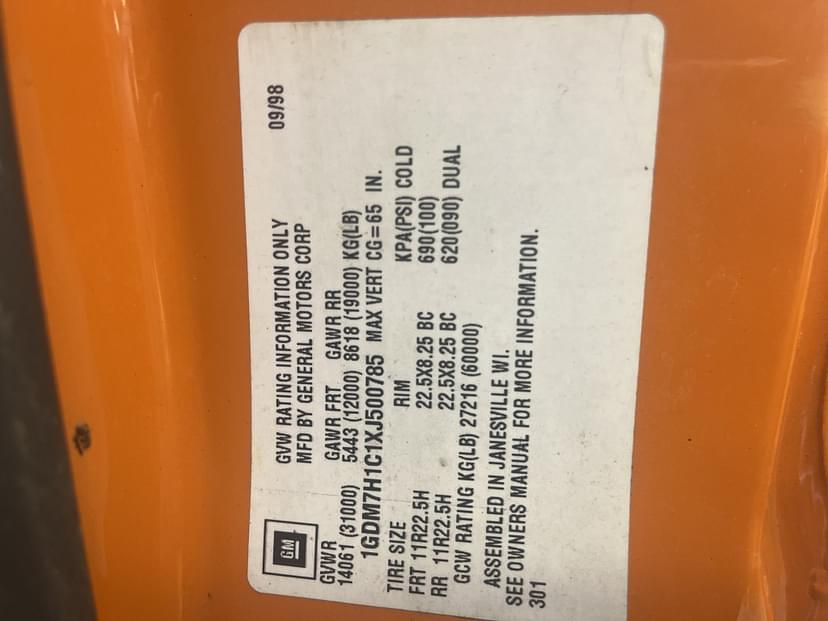 GM
GVW RATING INFORMATION ONLY 09/98
MFD BY GENERAL MOTORS CORP
GVWR GAWR FRT GAWR RR
14061 (31000) 5443 (12000) 8618 (19000) KG(LB)
1GDM7H1C1XJ500785 MAX VERT CG=65 IN.
TIRE SIZE RIM KPA(PSI) COLD
FRT 11R22.5H 22.5X8.25 BC 690(100)
RR 11R22.5H 22.5X8.25 BC 620(090) DUAL
GCW RATING KG(LB) 27216 (60000)
ASSEMBLED IN JANESVILLE WI.
SEE OWNERS MANUAL FOR MORE INFORMATION.
301